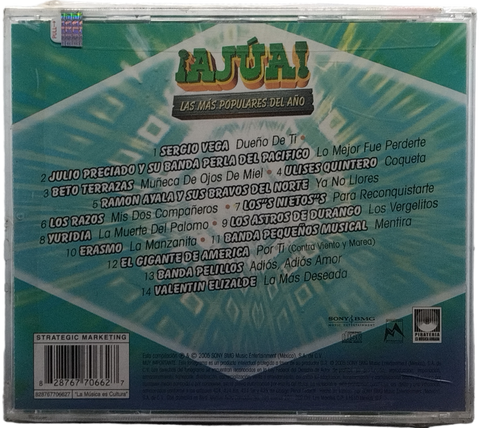 ¡AJÚA!
LAS MÁS POPULARES DEL AÑO
1 SERGIO VEGA Dueño De Ti •
2 JULIO PRECIADO Y SU BANDA PERLA DEL PACIFICO Lo Mejor Fue Perderte
3 BETO TERRAZAS Muñeca De Ojos De Miel • 4 ULISES QUINTERO Coqueta
5 RAMON AYALA Y SUS BRAVOS DEL NORTE Ya No Llores
6 LOS RAZOS Mis Dos Compañeros • 7 LOS"S NIETOS"S Para Reconquistarte
8 YURIDIA La Muerte Del Palomo • 9 LOS ASTROS DE DURANGO Los Vergelitos
10 ERASMO La Manzanita • 11 BANDA PEQUEÑOS MUSICAL Mentira
12 EL GIGANTE DE AMERICA Por Ti (Contra Viento y Marea)
13 BANDA PELILLOS Adiós, Adiós Amor
14 VALENTIN ELIZALDE La Más Deseada
STRATEGIC MARKETING
8 28767 70662 7
828767706627 "La Música es Cultura"
SONY BMG
MUSIC ENTERTAINMENT
PIRATERIA